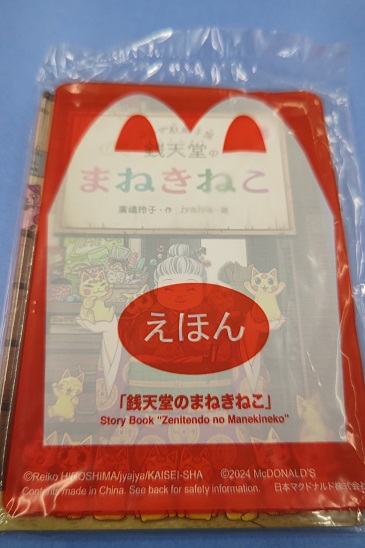 銭天堂の
まねきねこ
廣嶋玲子・作
えほん
「銭天堂のまねきねこ」
Story Book "Zenitendo no Manekineko"
©Reiko HIROSHIMA/jyajya/KAISEI-SHA ©2024 McDONALD'S
Contents made in China. See back for safety information. 日本マクドナルド株式会社